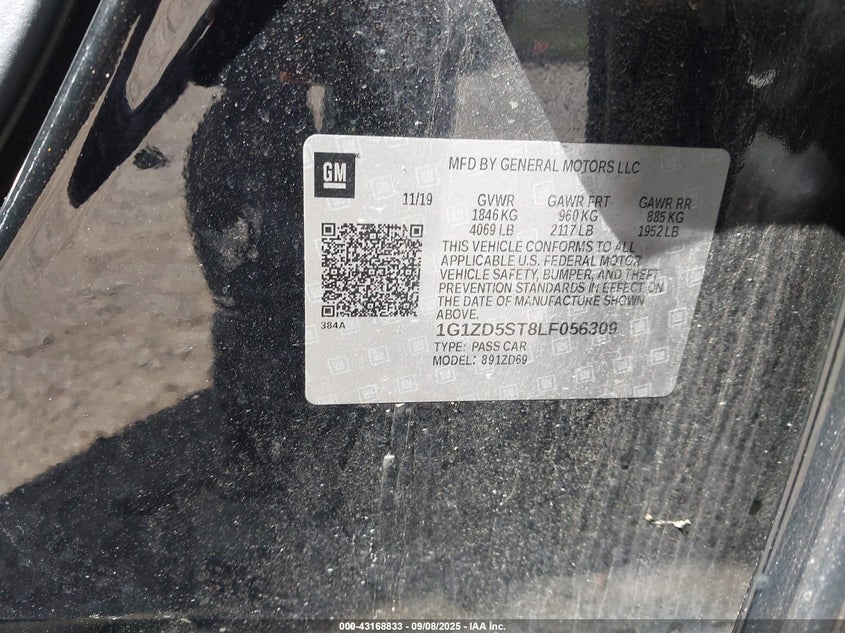 GM
MFD BY GENERAL MOTORS LLC
11/19 GVWR GAWR FRT GAWR RR
1846 KG 960 KG 885 KG
4069 LB 2117 LB 1952 LB
THIS VEHICLE CONFORMS TO ALL
APPLICABLE U.S. FEDERAL MOTOR
VEHICLE SAFETY, BUMPER, AND THEFT
PREVENTION STANDARDS IN EFFECT ON
THE DATE OF MANUFACTURE SHOWN
ABOVE.
384A
1G1ZD5ST8LF056309
TYPE: PASS CAR
MODEL: 891ZD69
000-43168833 - 09/08/2025 - IAA Inc.